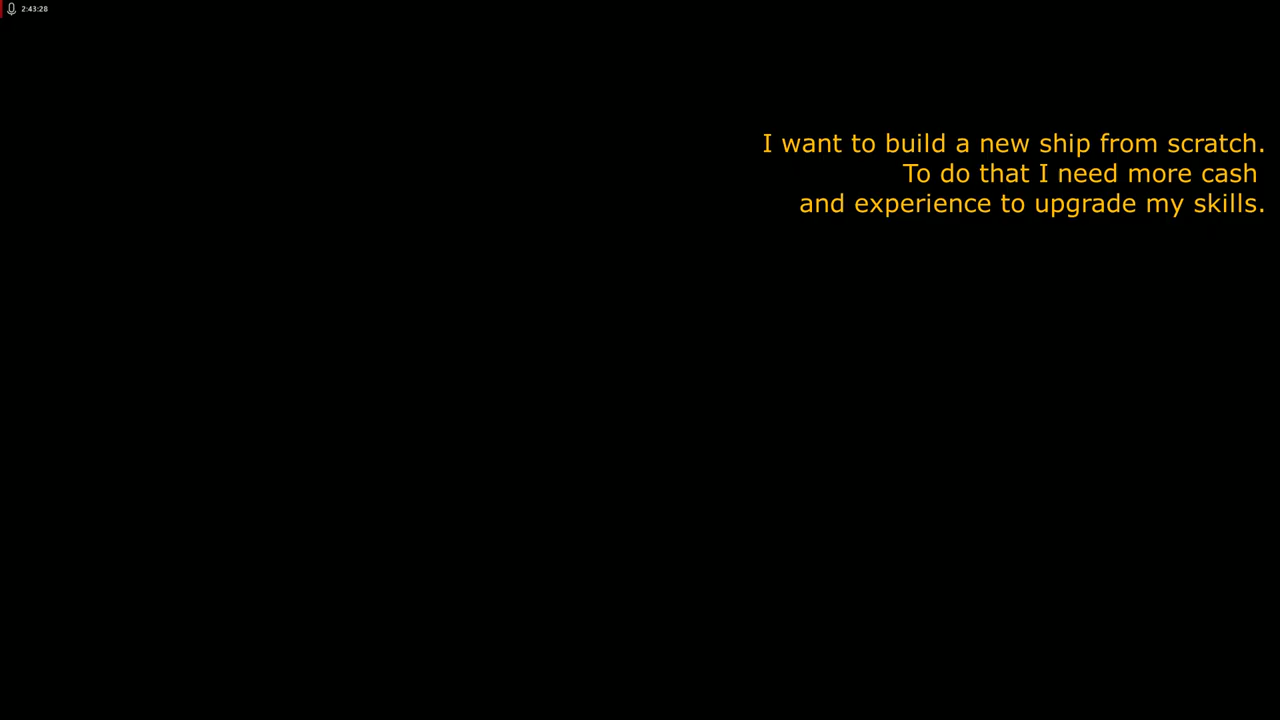 2:43:28
I want to build a new ship from scratch.
To do that I need more cash
and experience to upgrade my skills.